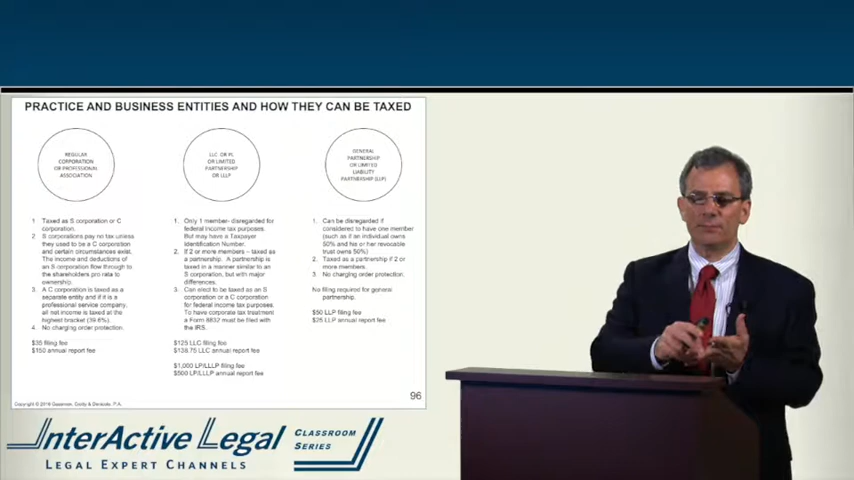 PRACTICE AND BUSINESS ENTITIES AND HOW THEY CAN BE TAXED
REGULAR
CORPORATION
OR PROFESSIONAL
ASSOCIATION
LLC OR PL
OR LIMITED
PARTNERSHIP
OR LLLP
GENERAL
PARTNERSHIP
OR LIMITED
LIABILITY
PARTNERSHIP (LLP)
1. Taxed as S corporation or C
corporation.
2. S corporations pay no tax unless
they used to be a C corporation
and certain circumstances exist.
The income and deductions of
an S corporation flow through to
the shareholders pro rata to
ownership.
3. A C corporation is taxed as a
separate entity and if it is a
professional service company,
all net income is taxed at the
highest bracket (39.6%).
4. No charging order protection.
$35 filing fee
$150 annual report fee
1. Only 1 member- disregarded for
federal income tax purposes.
But may have a Taxpayer
Identification Number.
2. If 2 or more members – taxed as
a partnership. A partnership is
taxed in a manner similar to an
S corporation, but with major
differences.
3. Can elect to be taxed as an S
corporation or a C corporation
for federal income tax purposes.
To have corporate tax treatment
a Form 8832 must be filed with
the IRS.
$125 LLC filing fee
$138.75 LLC annual report fee
$1,000 LP/LLLP filing fee
$500 LP/LLLP annual report fee
1. Can be disregarded if
considered to have one member
(such as if an individual owns
50% and his or her revocable
trust owns 50%)
2. Taxed as a partnership if 2 or
more members.
3. No charging order protection.
No filing required for general
partnership.
$50 LLP filing fee
$25 LLP annual report fee
96
InterActive Legal
CLASSROOM
SERIES
LEGAL EXPERT CHANNELS